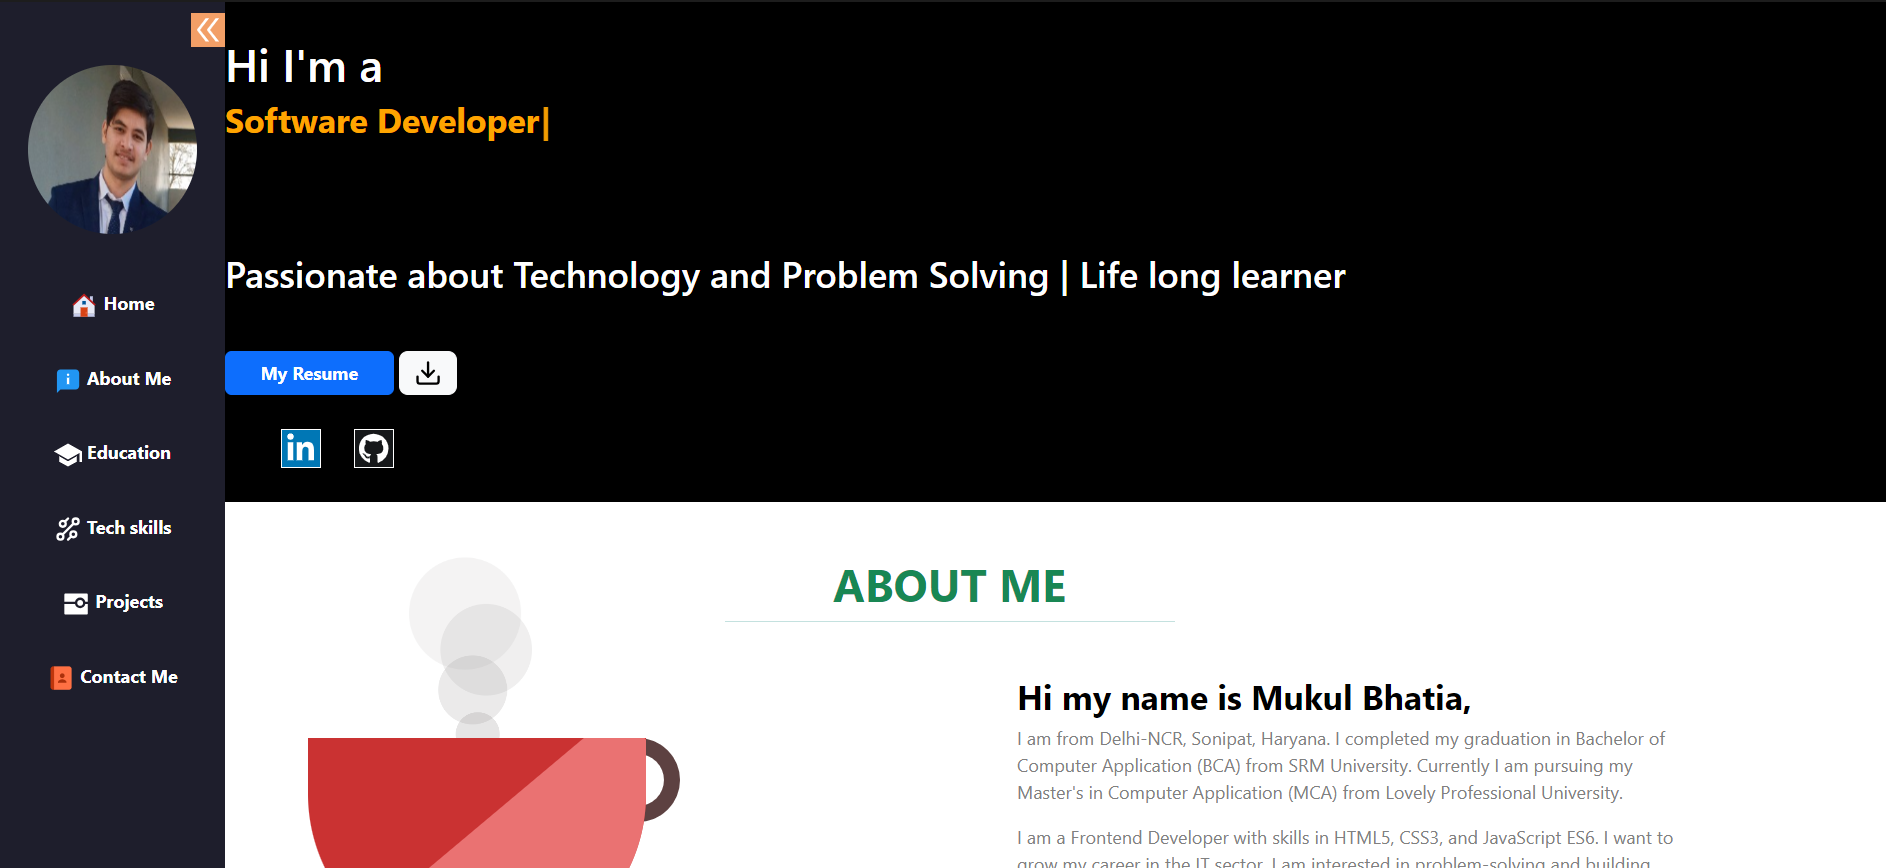 Home
About Me
Education
Tech skills
Projects
Contact Me
Hi I'm a
Software Developer|
Passionate about Technology and Problem Solving | Life long learner
My Resume
in
ABOUT ME
Hi my name is Mukul Bhatia,
I am from Delhi-NCR, Sonipat, Haryana. I completed my graduation in Bachelor of
Computer Application (BCA) from SRM University. Currently I am pursuing my
Master's in Computer Application (MCA) from Lovely Professional University.
I am a Frontend Developer with skills in HTML5, CSS3, and JavaScript ES6. I want to
grow my career in the IT sector. I am interested in problem-solving and building